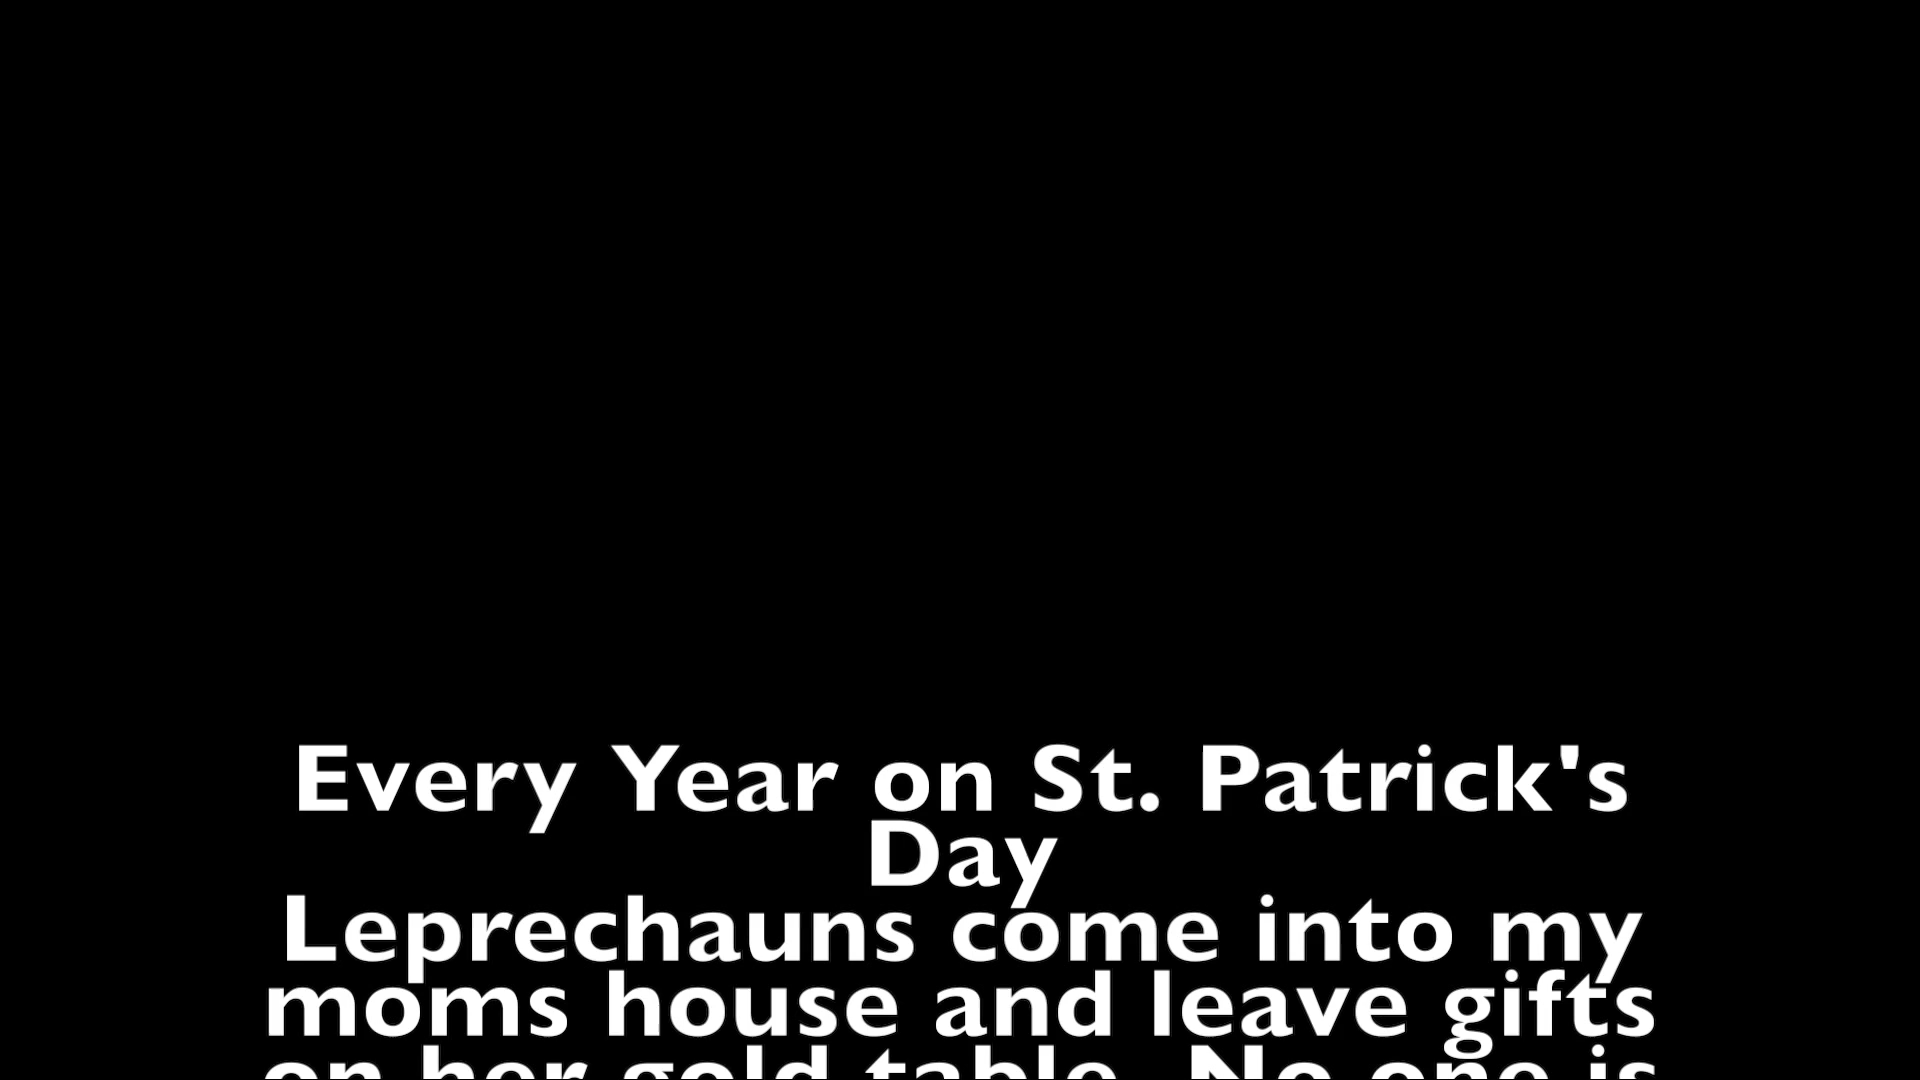 Every Year on St. Patrick's
Day
Leprechauns come into my
moms house and leave gifts
on her gold table. No one is